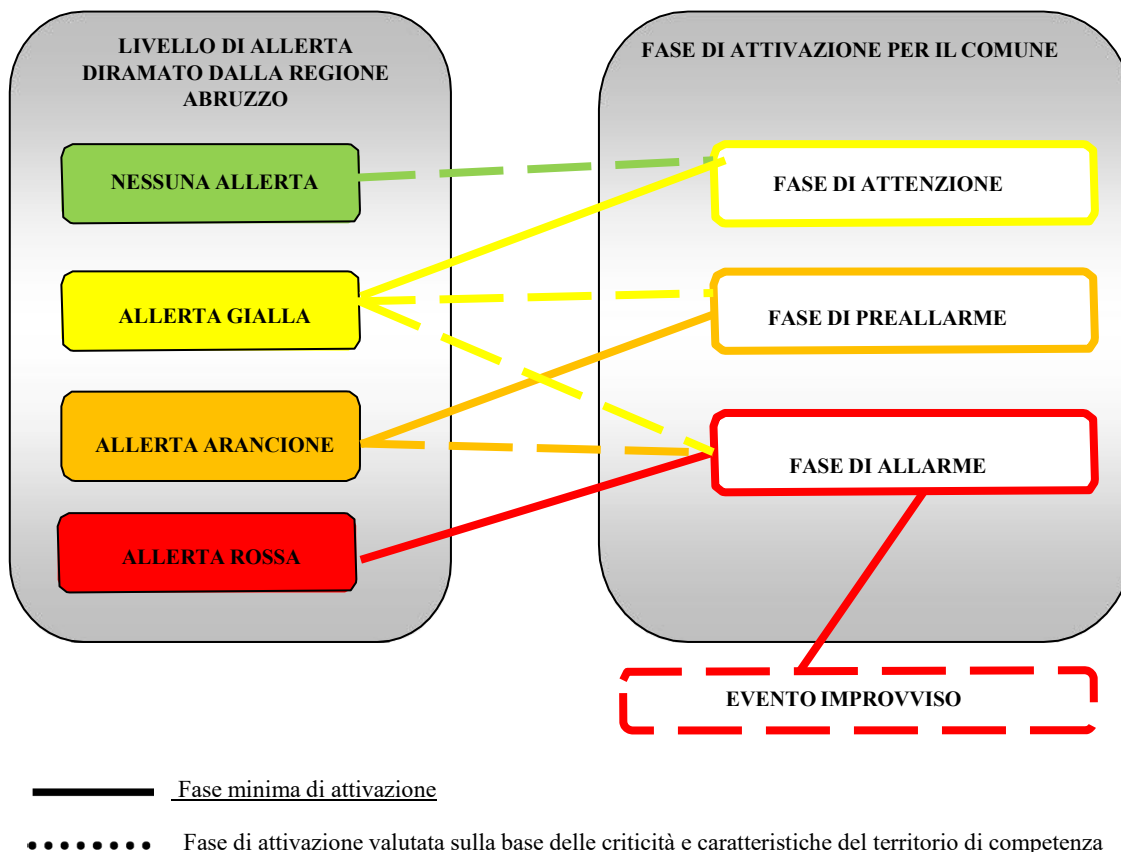 LIVELLO DI ALLERTA
DIRAMATO DALLA REGIONE
ABRUZZO
NESSUNA ALLERTA
ALLERTA GIALLA
ALLERTA ARANCIONE
ALLERTA ROSSA
FASE DI ATTIVAZIONE PER IL COMUNE
FASE DI ATTENZIONE
FASE DI PREALLARME
FASE DI ALLARME
EVENTO IMPROVVISO
Fase minima di attivazione
Fase di attivazione valutata sulla base delle criticità e caratteristiche del territorio di competenza